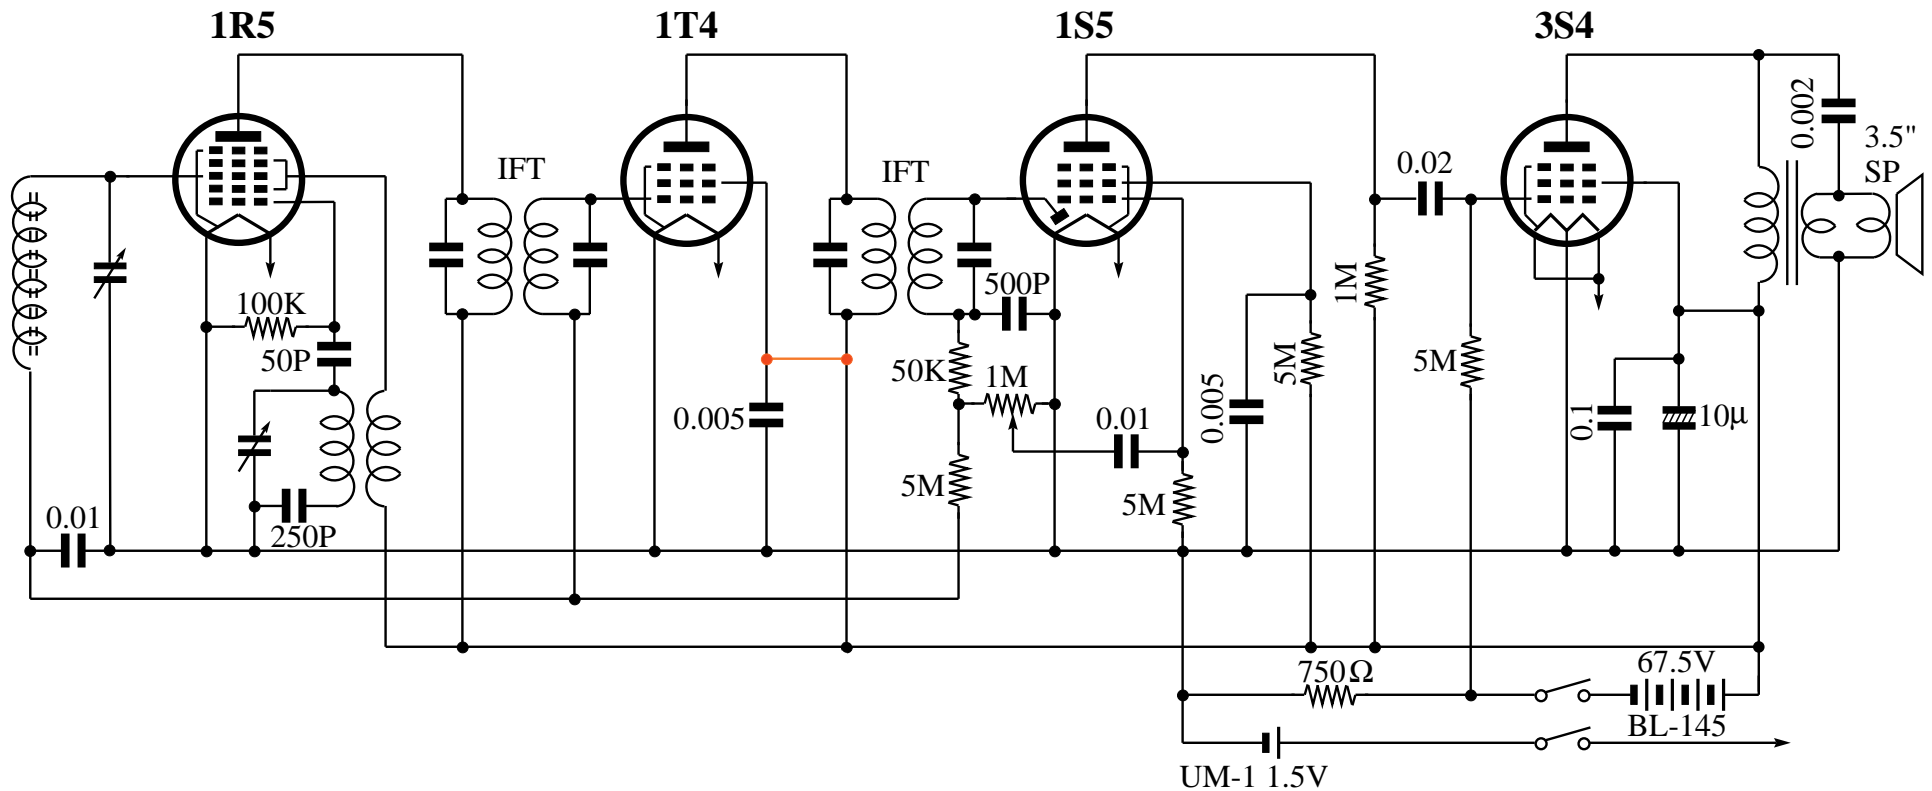 1R5
1T4
1S5
3S4
IFT
IFT
0.02
0.002
3.5"
SP
100K
50P
250P
0.01
0.005
500P
50K
1M
0.01
5M
5M
0.005
5M
1M
5M
0.1
10μ
750Ω
67.5V
BL-145
UM-1 1.5V